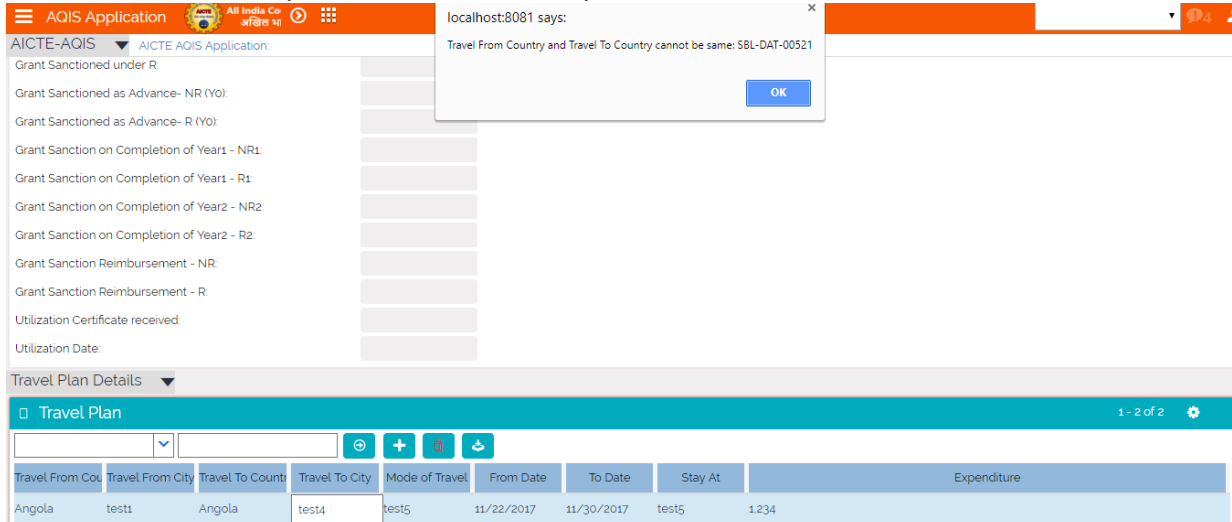 AQIS Application
AICTE
All India Co
अखिल भा
localhost:8081 says:
×
Travel From Country and Travel To Country cannot be same: SBL-DAT-00521
OK
4
AICTE-AQIS
AICTE AQIS Application:
Grant Sanctioned under R:
Grant Sanctioned as Advance- NR (Y0):
Grant Sanctioned as Advance- R (Y0):
Grant Sanction on Completion of Year1 - NR1:
Grant Sanction on Completion of Year1 - R1:
Grant Sanction on Completion of Year2 - NR2:
Grant Sanction on Completion of Year2 - R2:
Grant Sanction Reimbursement - NR:
Grant Sanction Reimbursement - R:
Utilization Certificate received:
Utilization Date:
Travel Plan Details
Travel Plan 1 - 2 of 2
Travel From Cou Travel From City Travel To Countr Travel To City Mode of Travel From Date To Date Stay At Expenditure
Angola test1 Angola test4 test5 11/22/2017 11/30/2017 test5 1.234